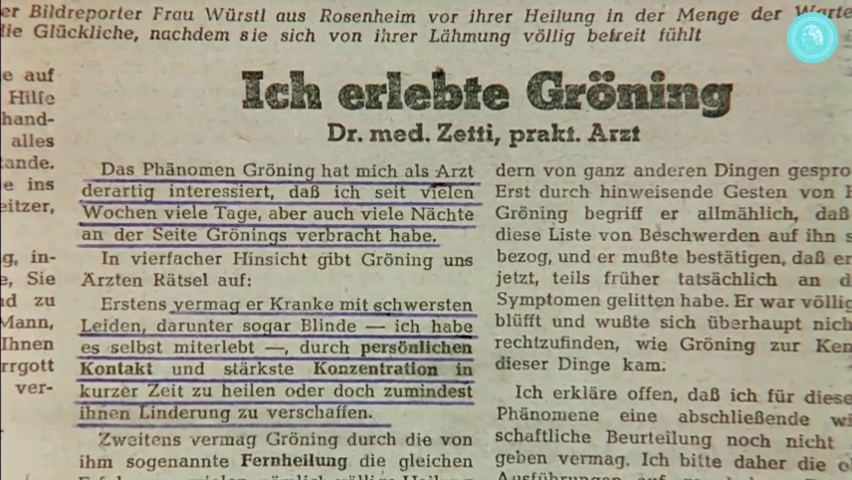 er Bildreporter Frau Würstl aus Rosenheim vor ihrer Heilung in der Menge der Warte
die Glückliche, nachdem sie sich von ihrer Lähmung völlig befreit fühlt
e auf
Hilfe
hand-
alles
tande.
e ins
eitzer,
g, in-
e, Sie
nd zu
Mann,
Ihnen
rrgott
ver-
Ich erlebte Gröning
Dr. med. Zetti, prakt. Arzt
Das Phänomen Gröning hat mich als Arzt
derartig interessiert, daß ich seit vielen
Wochen viele Tage, aber auch viele Nächte
an der Seite Grönings verbracht habe.
In vierfacher Hinsicht gibt Gröning uns
Ärzten Rätsel auf:
Erstens vermag er Kranke mit schwersten
Leiden, darunter sogar Blinde — ich habe
es selbst miterlebt —, durch persönlichen
Kontakt und stärkste Konzentration in
kurzer Zeit zu heilen oder doch zumindest
ihnen Linderung zu verschaffen.
Zweitens vermag Gröning durch die von
ihm sogenannte Fernheilung die gleichen
dern von ganz anderen Dingen gespro
Erst durch hinweisende Gesten von H
Gröning begriff er allmählich, daß
diese Liste von Beschwerden auf ihn s
bezog, und er mußte bestätigen, daß er
jetzt, teils früher tatsächlich an d
Symptomen gelitten habe. Er war völlig
blüfft und wußte sich überhaupt nich
rechtzufinden, wie Gröning zur Ken
dieser Dinge kam.
Ich erkläre offen, daß ich für diese
Phänomene eine abschließende wi
schaftliche Beurteilung noch nicht
geben vermag. Ich bitte daher die o